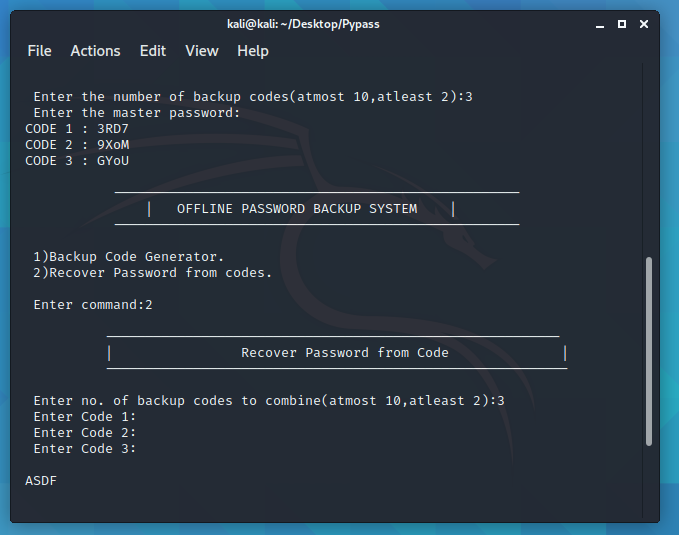 kali@kali: ~/Desktop/Pypass
File Actions Edit View Help
Enter the number of backup codes(atmost 10,atleast 2):3
Enter the master password:
CODE 1 : 3RD7
CODE 2 : 9XoM
CODE 3 : GYoU
| OFFLINE PASSWORD BACKUP SYSTEM |
1)Backup Code Generator.
2)Recover Password from codes.
Enter command:2
| Recover Password from Code |
Enter no. of backup codes to combine(atmost 10,atleast 2):3
Enter Code 1:
Enter Code 2:
Enter Code 3:
ASDF